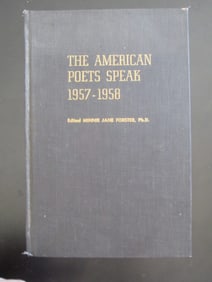 THE AMERICAN
POETS SPEAK
1957-1958
Edited MINNIE JANE FORSTER, Ph.D.